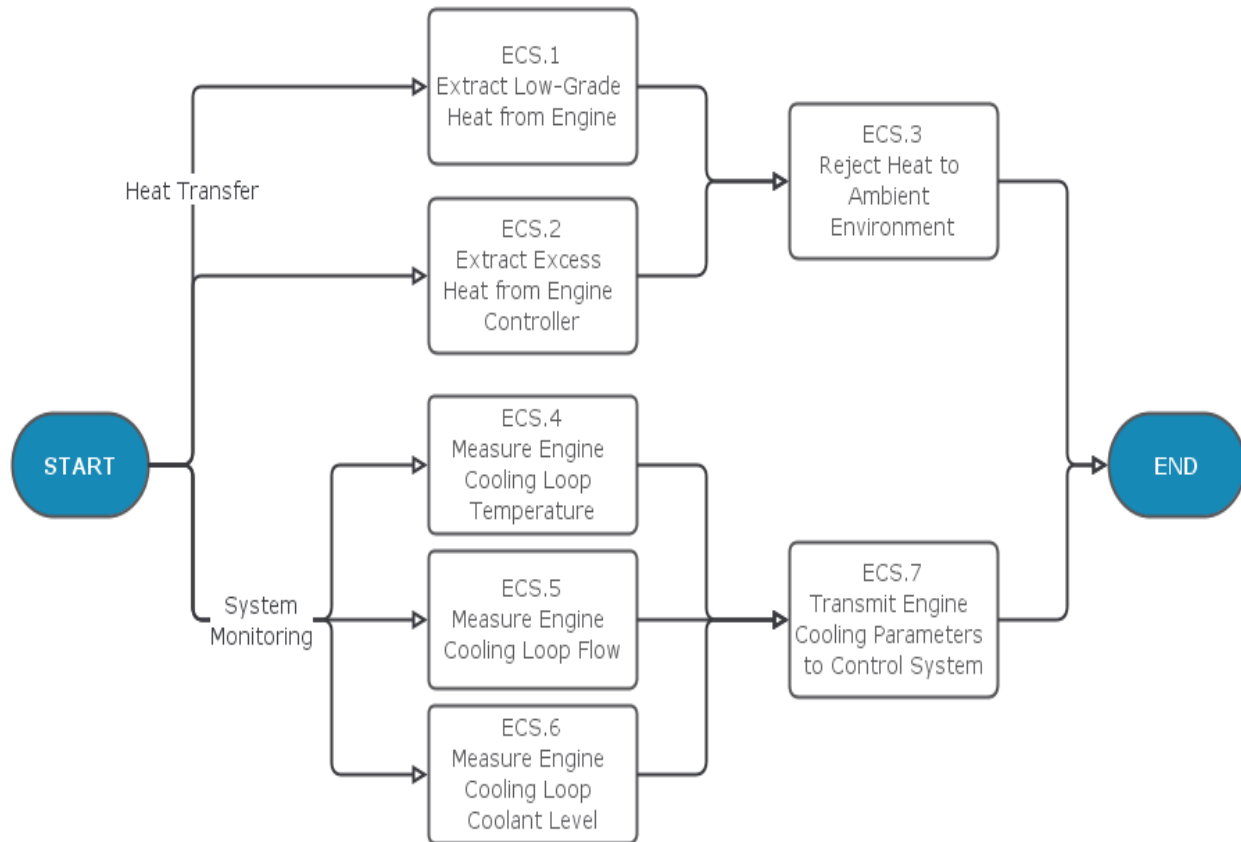 ECS.1
Extract Low-Grade
Heat from Engine
ECS.3
Reject Heat to
Ambient
Environment
Heat Transfer
ECS.2
Extract Excess
Heat from Engine
Controller
START
ECS.4
Measure Engine
Cooling Loop
Temperature
END
System
Monitoring
ECS.5
Measure Engine
Cooling Loop Flow
ECS.7
Transmit Engine
Cooling Parameters
to Control System
ECS.6
Measure Engine
Cooling Loop
Coolant Level